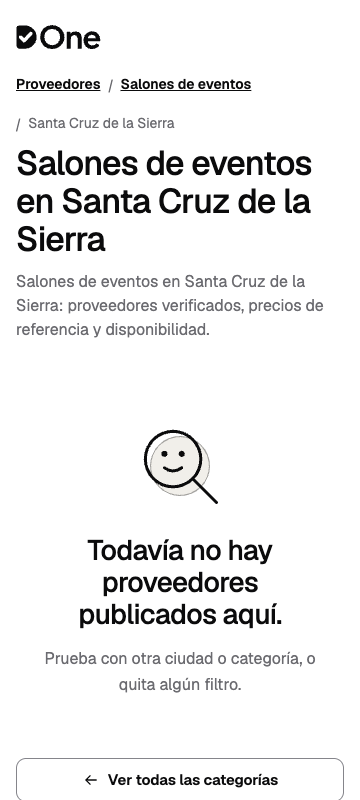 DOne
Proveedores / Salones de eventos
/ Santa Cruz de la Sierra
Salones de eventos
en Santa Cruz de la
Sierra
Salones de eventos en Santa Cruz de la
Sierra: proveedores verificados, precios de
referencia y disponibilidad.
Todavía no hay
proveedores
publicados aquí.
Prueba con otra ciudad o categoría, o
quita algún filtro.
← Ver todas las categorías